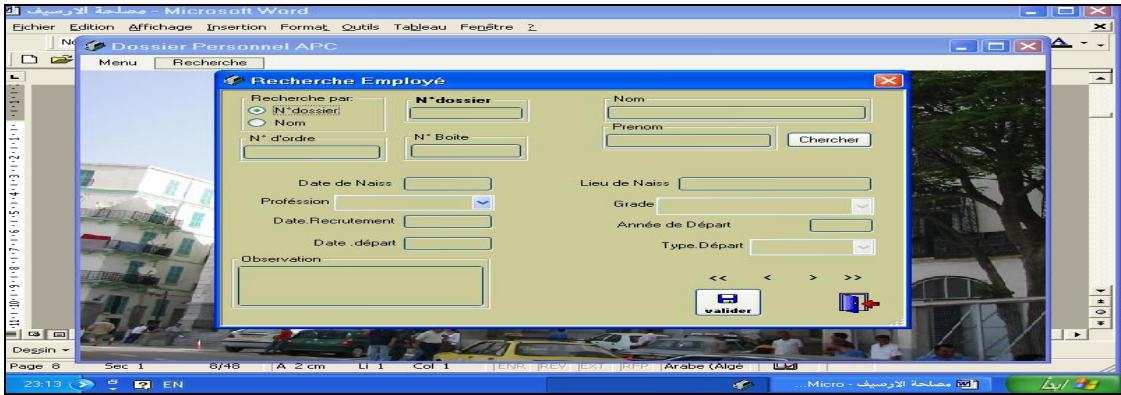 مصلحة الارسيف - Microsoft Word
Fichier Edition Affichage Insertion Format Outils Tableau Fenêtre ?
Dossier Personnel APC
Menu Recherche
Recherche Employé
Recherche par: N°dossier Nom
N°dossier
Nom Prenom
N° d'ordre N° Boite Chercher
Date de Naiss Lieu de Naiss
Proféssion Grade
Date.Recrutement Année de Départ
Date .départ Type.Départ
Observation
<< < > >>
valider
Dessin
Page 8 Sec 1 8/48 A 2 cm Li 1 Col 1 ENR REV EXT RFP Arabe (Algé
23:13 EN مصلحة الارسيف - Micro... ابدأ